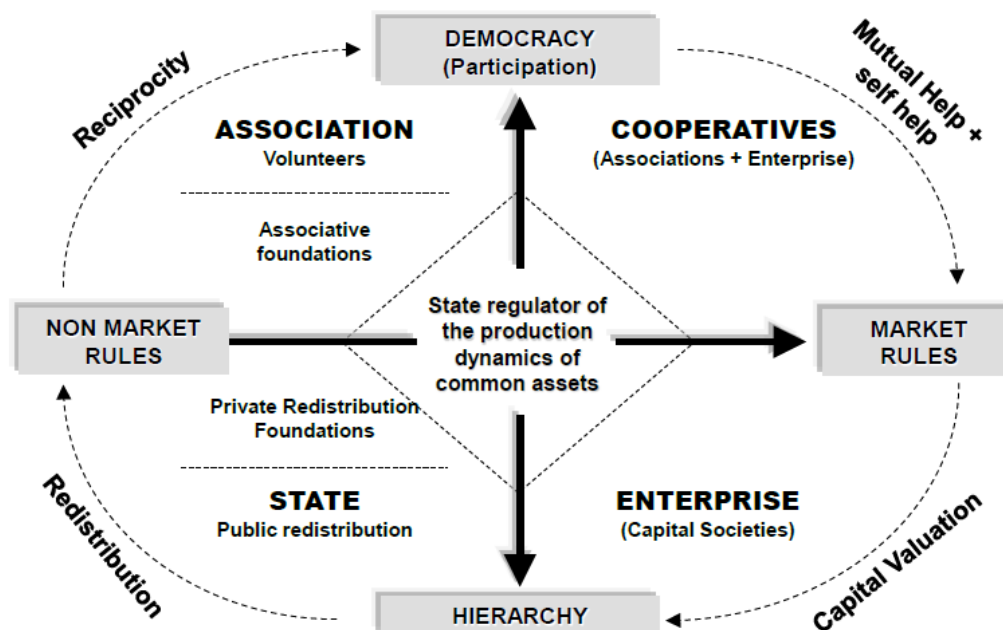 DEMOCRACY
(Participation)
Reciprocity
Mutual Help +
self help
ASSOCIATION
Volunteers
COOPERATIVES
(Associations + Enterprise)
Associative
foundations
NON MARKET
RULES
State regulator of
the production
dynamics of
common assets
MARKET
RULES
Private Redistribution
Foundations
STATE
Public redistribution
ENTERPRISE
(Capital Societies)
Redistribution
Capital Valuation
HIERARCHY